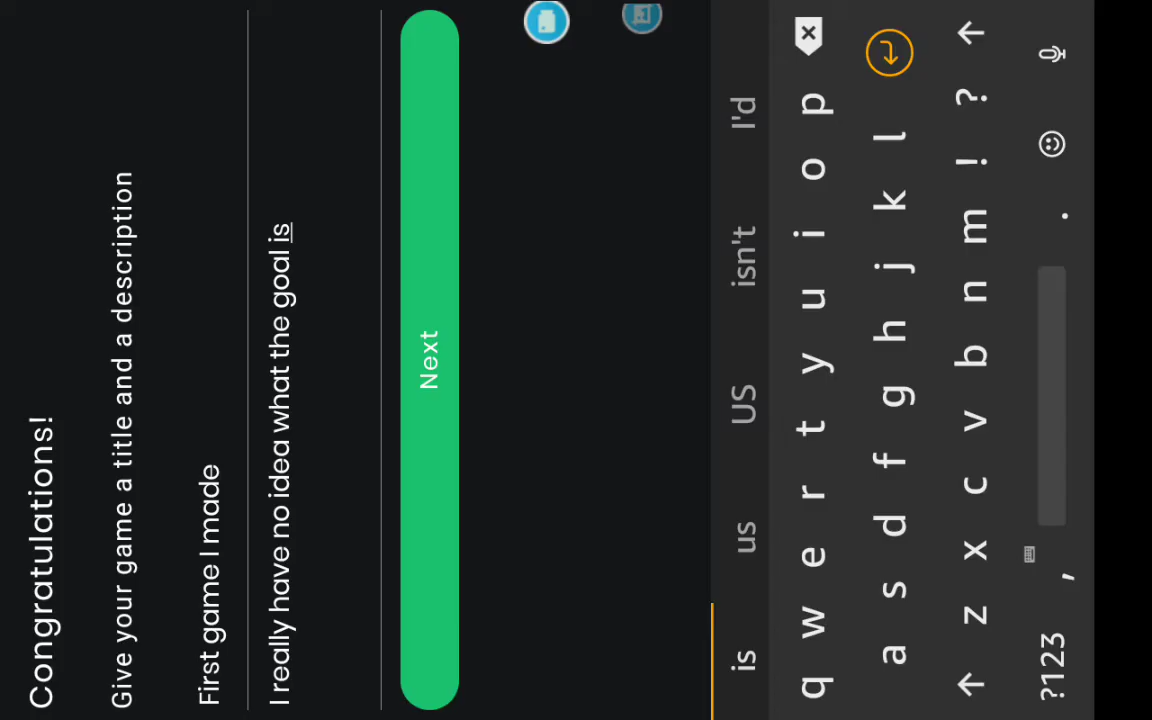 Congratulations!
Give your game a title and a description
First game I made
I really have no idea what the goal is
Next
is us US isn't I'd
q w e r t y u i o p
a s d f g h j k l
z x c v b n m ! ?
?123 , .